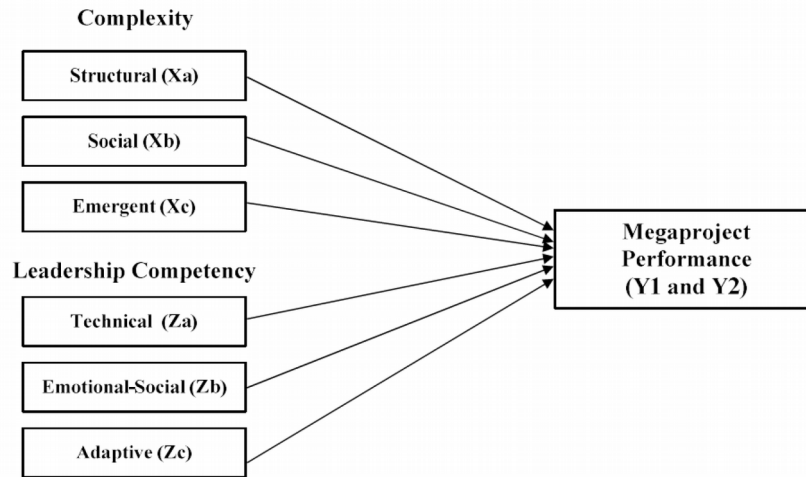 Complexity
Structural (Xa)
Social (Xb)
Emergent (Xc)
Leadership Competency
Technical (Za)
Emotional-Social (Zb)
Adaptive (Zc)
Megaproject
Performance
(Y1 and Y2)